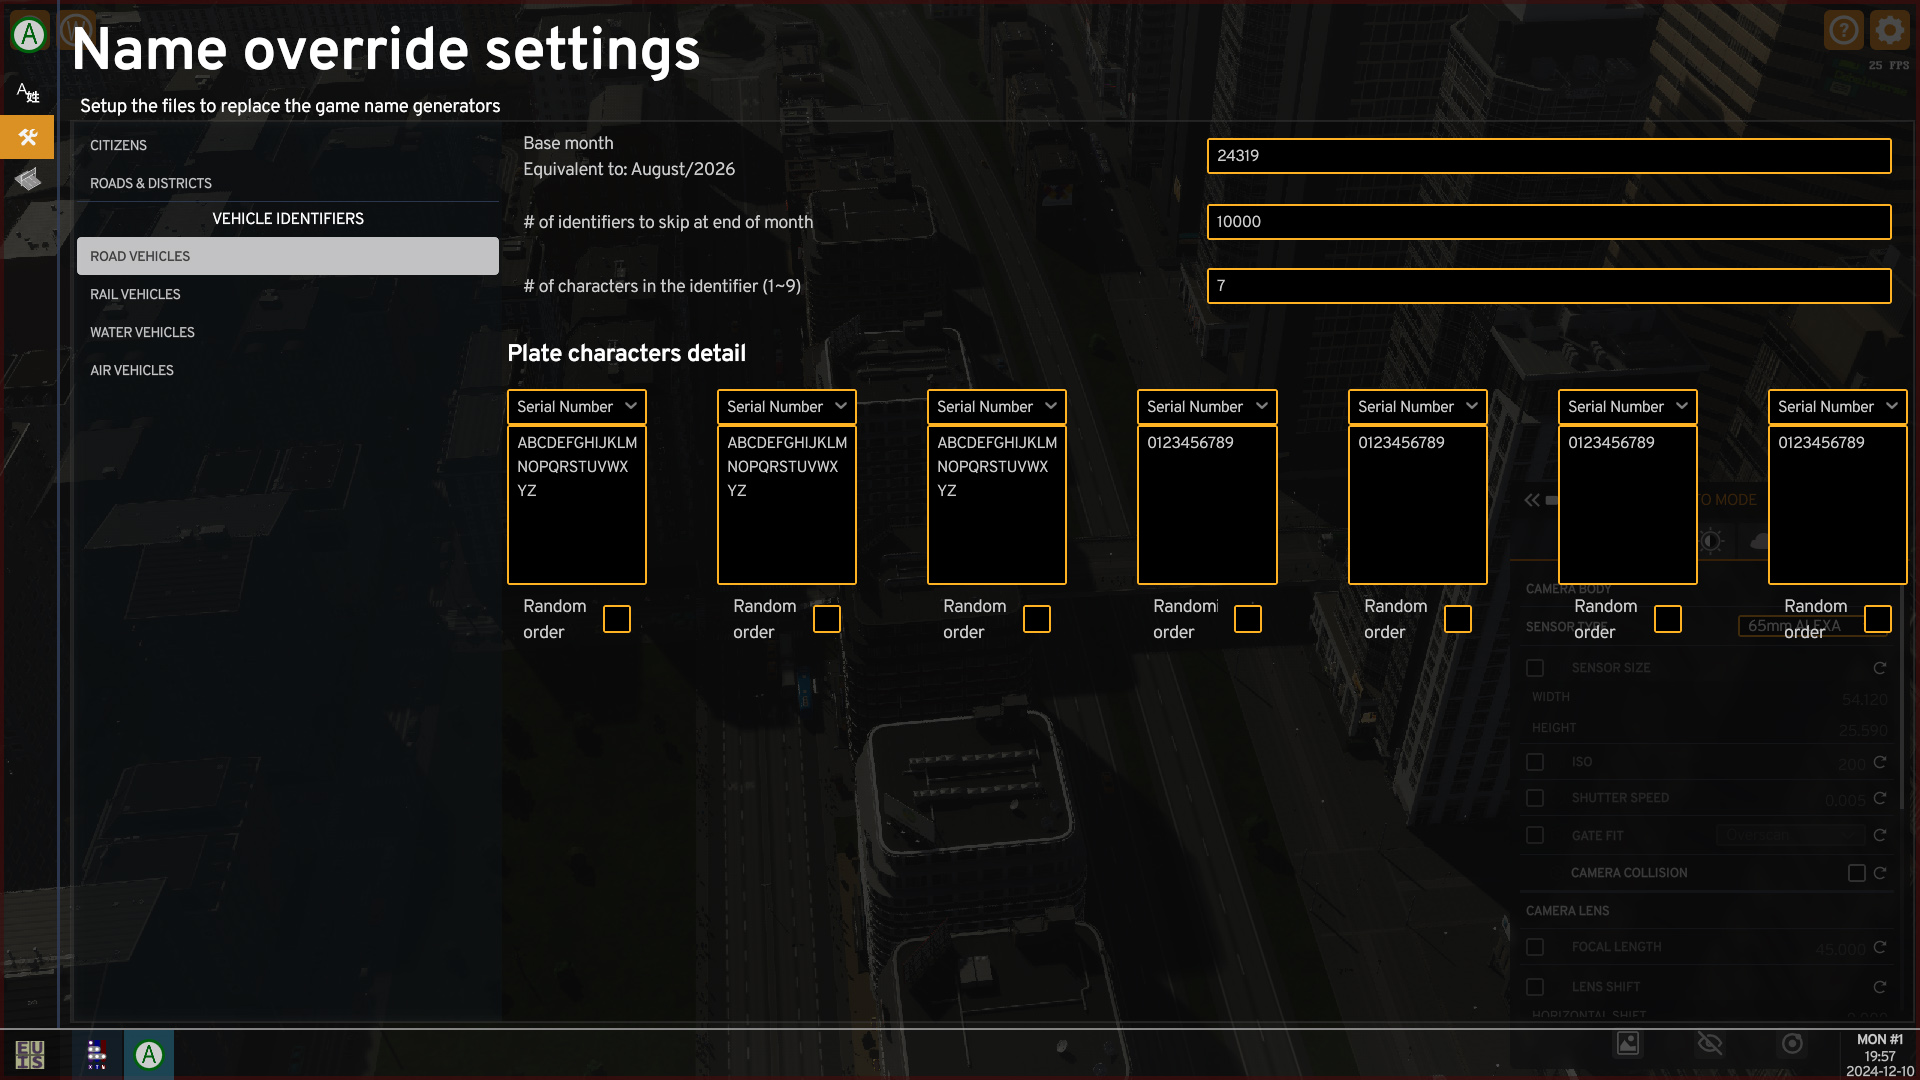 Name override settings
25 FPS
Setup the files to replace the game name generators
CITIZENS
ROADS & DISTRICTS
VEHICLE IDENTIFIERS
ROAD VEHICLES
RAIL VEHICLES
WATER VEHICLES
AIR VEHICLES
Base month
Equivalent to: August/2026
24319
# of identifiers to skip at end of month
10000
# of characters in the identifier (1~9)
7
Plate characters detail
Serial Number
ABCDEFGHIJKLM
NOPQRSTUVWX
YZ
Random
order
Serial Number
ABCDEFGHIJKLM
NOPQRSTUVWX
YZ
Random
order
Serial Number
ABCDEFGHIJKLM
NOPQRSTUVWX
YZ
Random
order
Serial Number
0123456789
Random
order
Serial Number
0123456789
Random
order
Serial Number
0123456789
Random
order
Serial Number
0123456789
Random
order
TO MODE
CAMERA BODY
SENSOR TYPE 65mm ALEXA
SENSOR SIZE
WIDTH 54.120
HEIGHT 25.590
ISO 200
SHUTTER SPEED 0.005
GATE FIT Overscan
CAMERA COLLISION
CAMERA LENS
FOCAL LENGTH 45.000
LENS SHIFT
HORIZONTAL SHIFT 0.000
EUIS
XTM
A
MON #1
19:57
2024-12-10